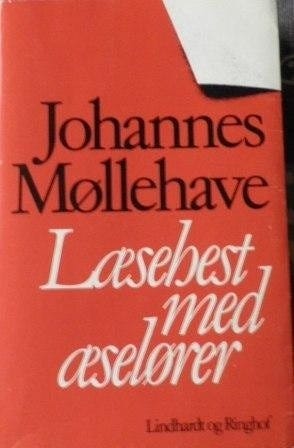 Johannes
Møllehave
Læsehest
med
æselører
Lindhardt og Ringhof